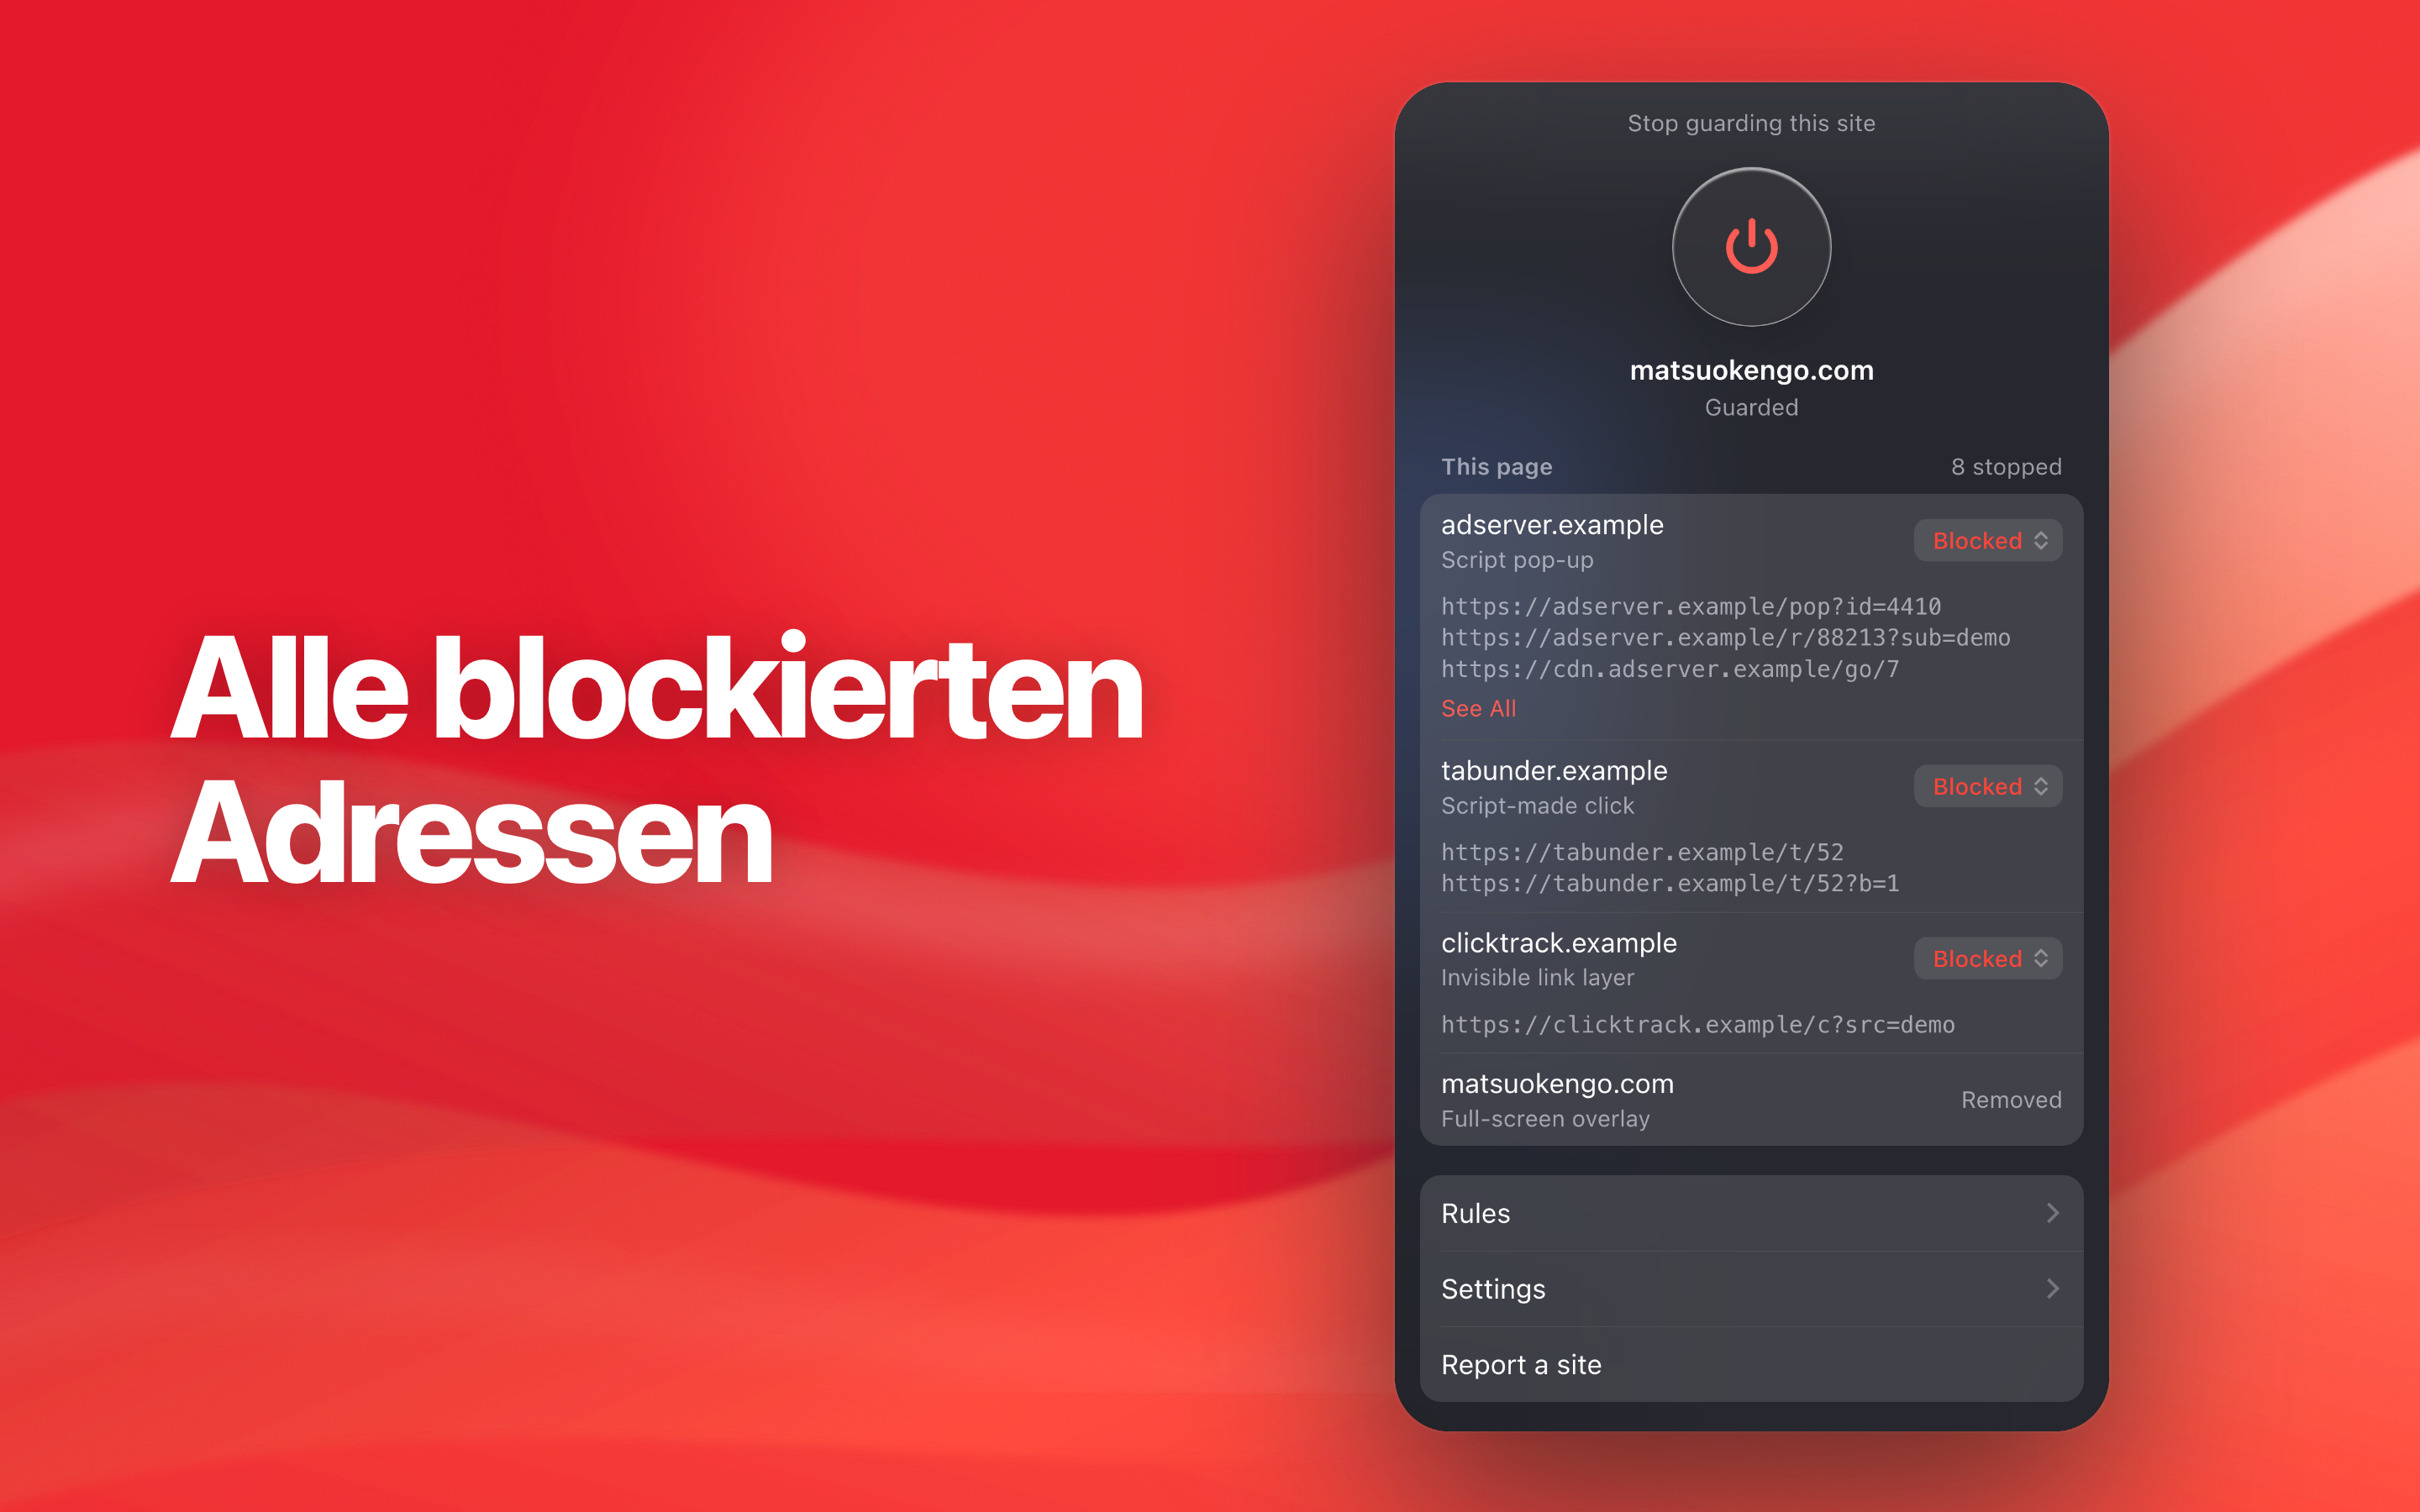 Alle blockierten
Adressen
Stop guarding this site
matsuokengo.com
Guarded
This page
8 stopped
adserver.example
Script pop-up
Blocked
https://adserver.example/pop?id=4410
https://adserver.example/r/88213?sub=demo
https://cdn.adserver.example/go/7
See All
tabunder.example
Script-made click
Blocked
https://tabunder.example/t/52
https://tabunder.example/t/52?b=1
clicktrack.example
Invisible link layer
Blocked
https://clicktrack.example/c?src=demo
matsuokengo.com
Full-screen overlay
Removed
Rules
Settings
Report a site